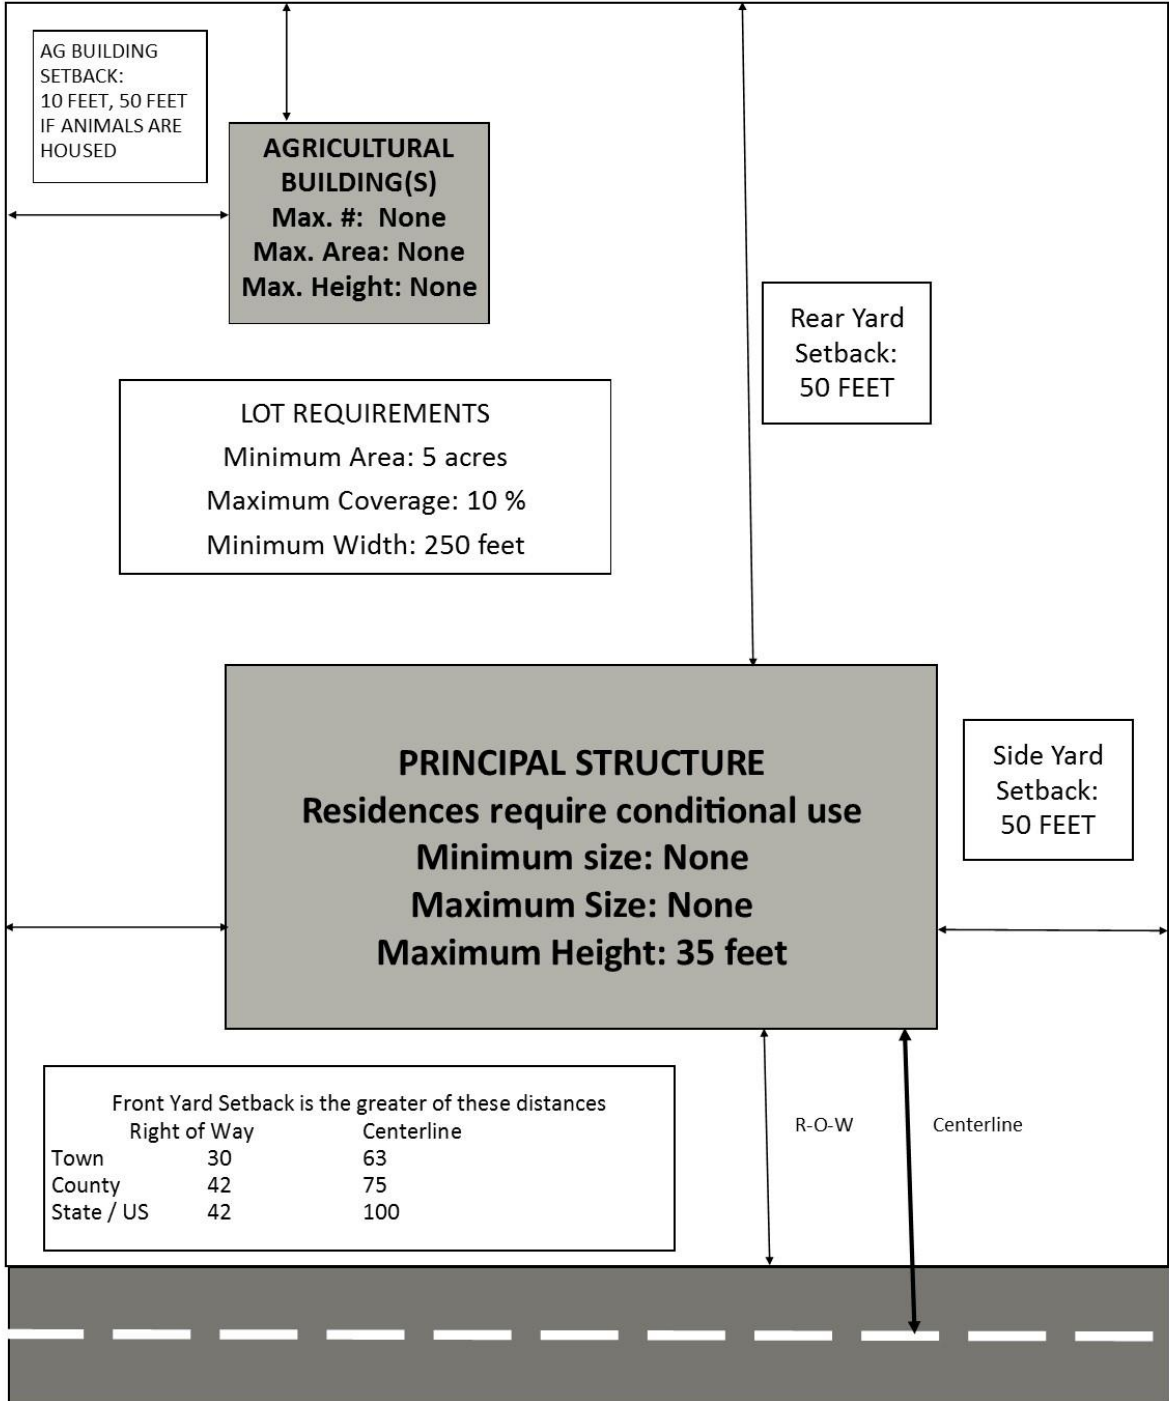 AG BUILDING
SETBACK:
10 FEET, 50 FEET
IF ANIMALS ARE
HOUSED
AGRICULTURAL
BUILDING(S)
Max. #: None
Max. Area: None
Max. Height: None
Rear Yard
Setback:
50 FEET
LOT REQUIREMENTS
Minimum Area: 5 acres
Maximum Coverage: 10 %
Minimum Width: 250 feet
PRINCIPAL STRUCTURE
Residences require conditional use
Minimum size: None
Maximum Size: None
Maximum Height: 35 feet
Side Yard
Setback:
50 FEET
Front Yard Setback is the greater of these distances
Right of Way Centerline
Town 30 63
County 42 75
State / US 42 100
R-O-W
Centerline